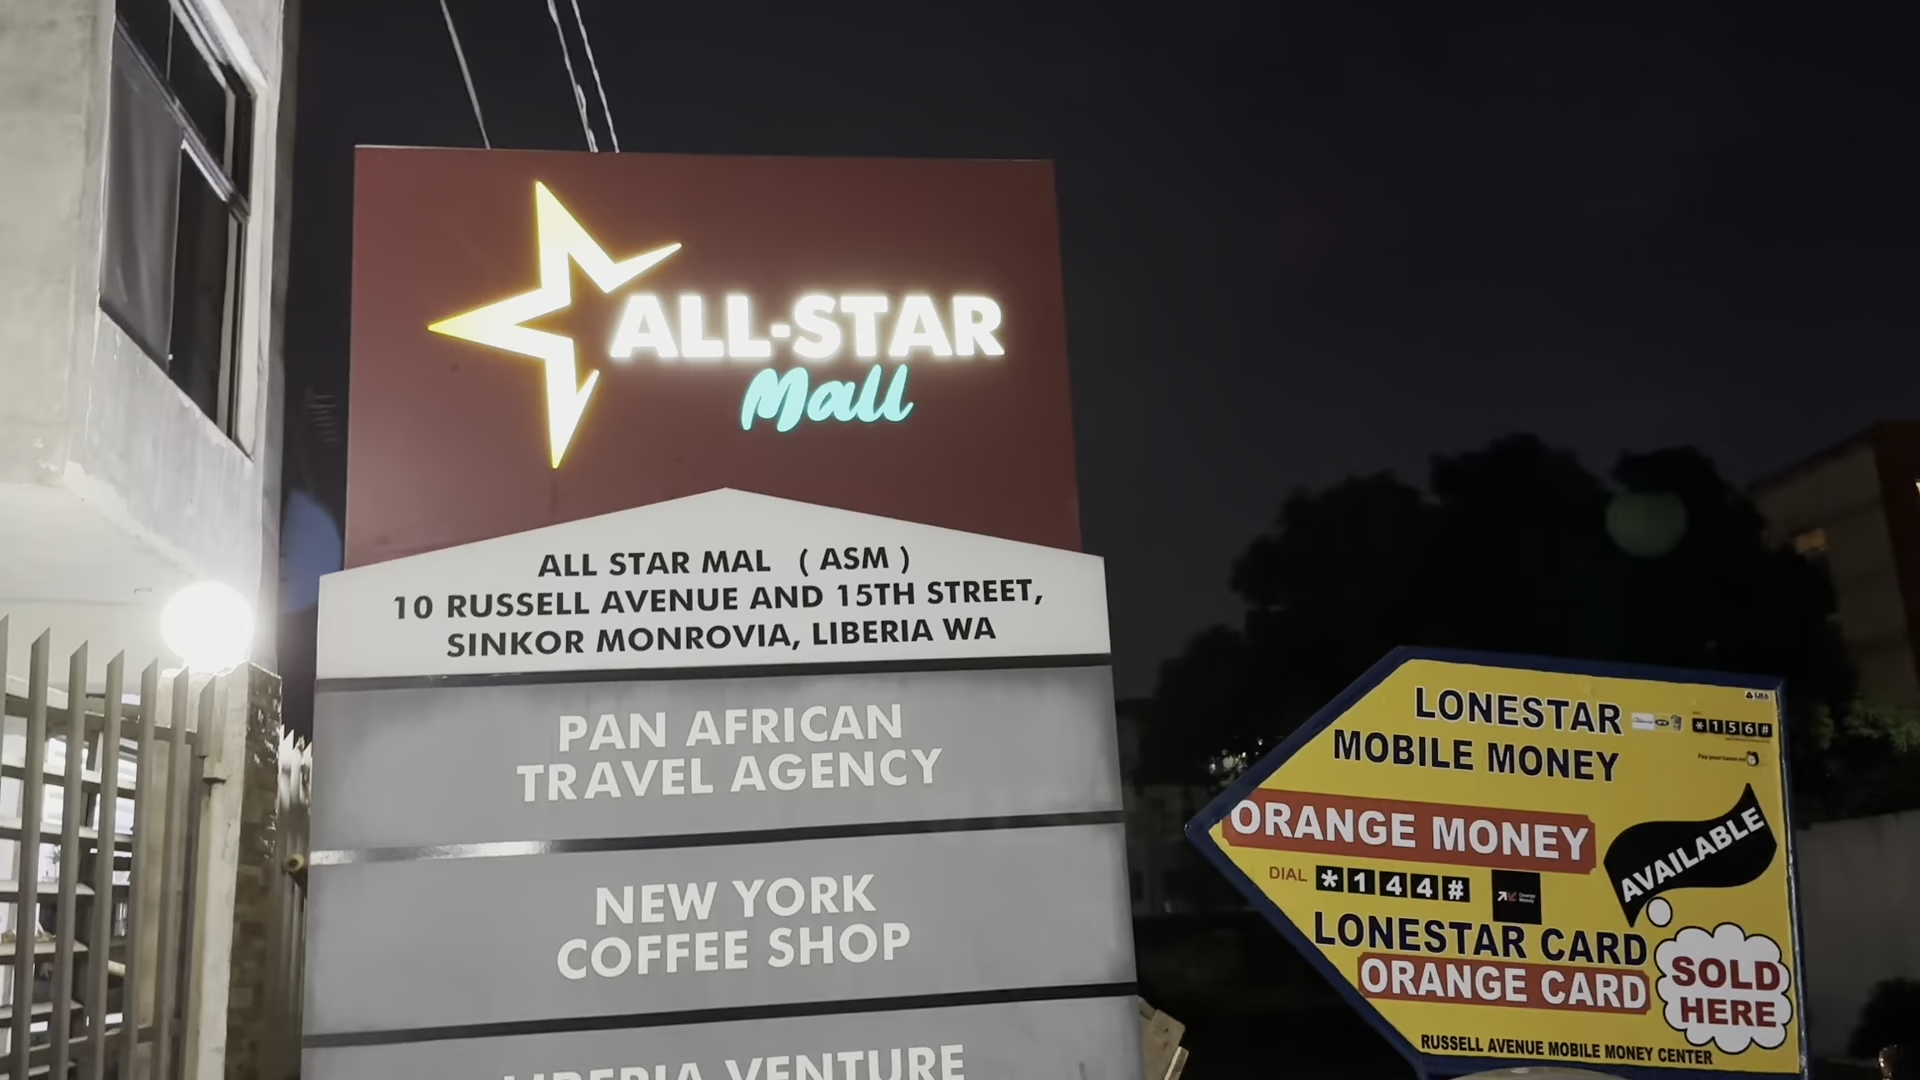 ALL-STAR
Mall
ALL STAR MAL ( ASM )
10 RUSSELL AVENUE AND 15TH STREET,
SINKOR MONROVIA, LIBERIA WA
PAN AFRICAN
TRAVEL AGENCY
NEW YORK
COFFEE SHOP
LIBERIA VENTURE
LONESTAR
*156#
MOBILE MONEY
ORANGE MONEY
AVAILABLE
DIAL *144#
LONESTAR CARD
ORANGE CARD
SOLD
HERE
RUSSELL AVENUE MOBILE MONEY CENTER